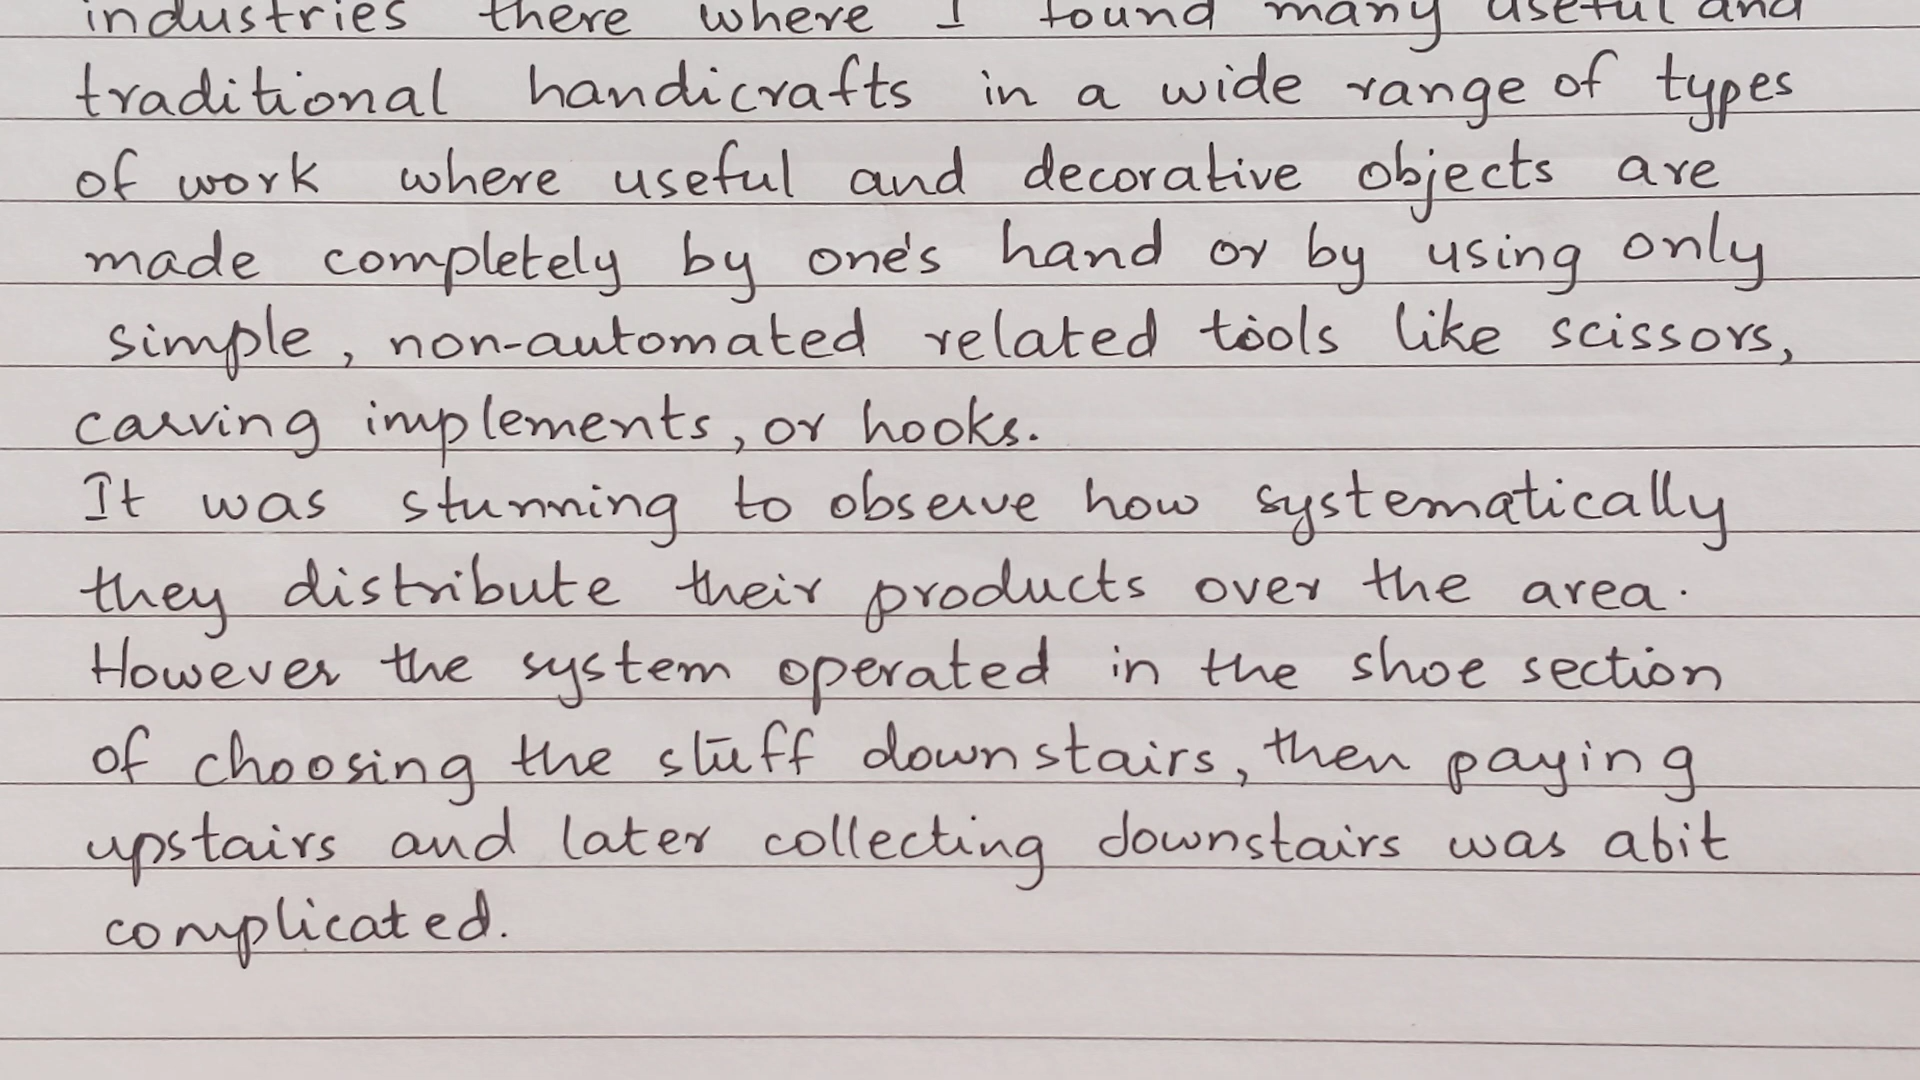 industries there where I found many useful and
traditional handicrafts in a wide range of types
of work where useful and decorative objects are
made completely by one's hand or by using only
simple, non-automated related tools like scissors,
carving implements, or hooks.
It was stunning to observe how systematically
they distribute their products over the area.
However the system operated in the shoe section
of choosing the stuff downstairs, then paying
upstairs and later collecting downstairs was abit
complicated.